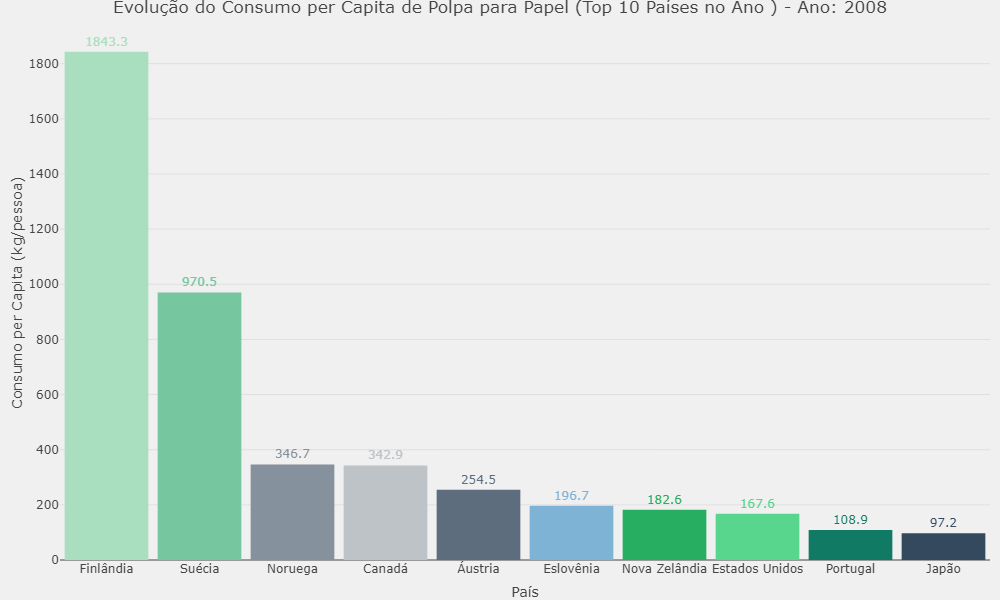 Evolução do Consumo per Capita de Polpa para Papel (Top 10 Países no Ano ) - Ano: 2008
Consumo per Capita (kg/pessoa)
1800
1600
1400
1200
1000
800
600
400
200
0
1843.3
970.5
346.7
342.9
254.5
196.7
182.6
167.6
108.9
97.2
Finlândia
Suécia
Noruega
Canadá
Áustria
Eslovênia
Nova Zelândia
Estados Unidos
Portugal
Japão
País